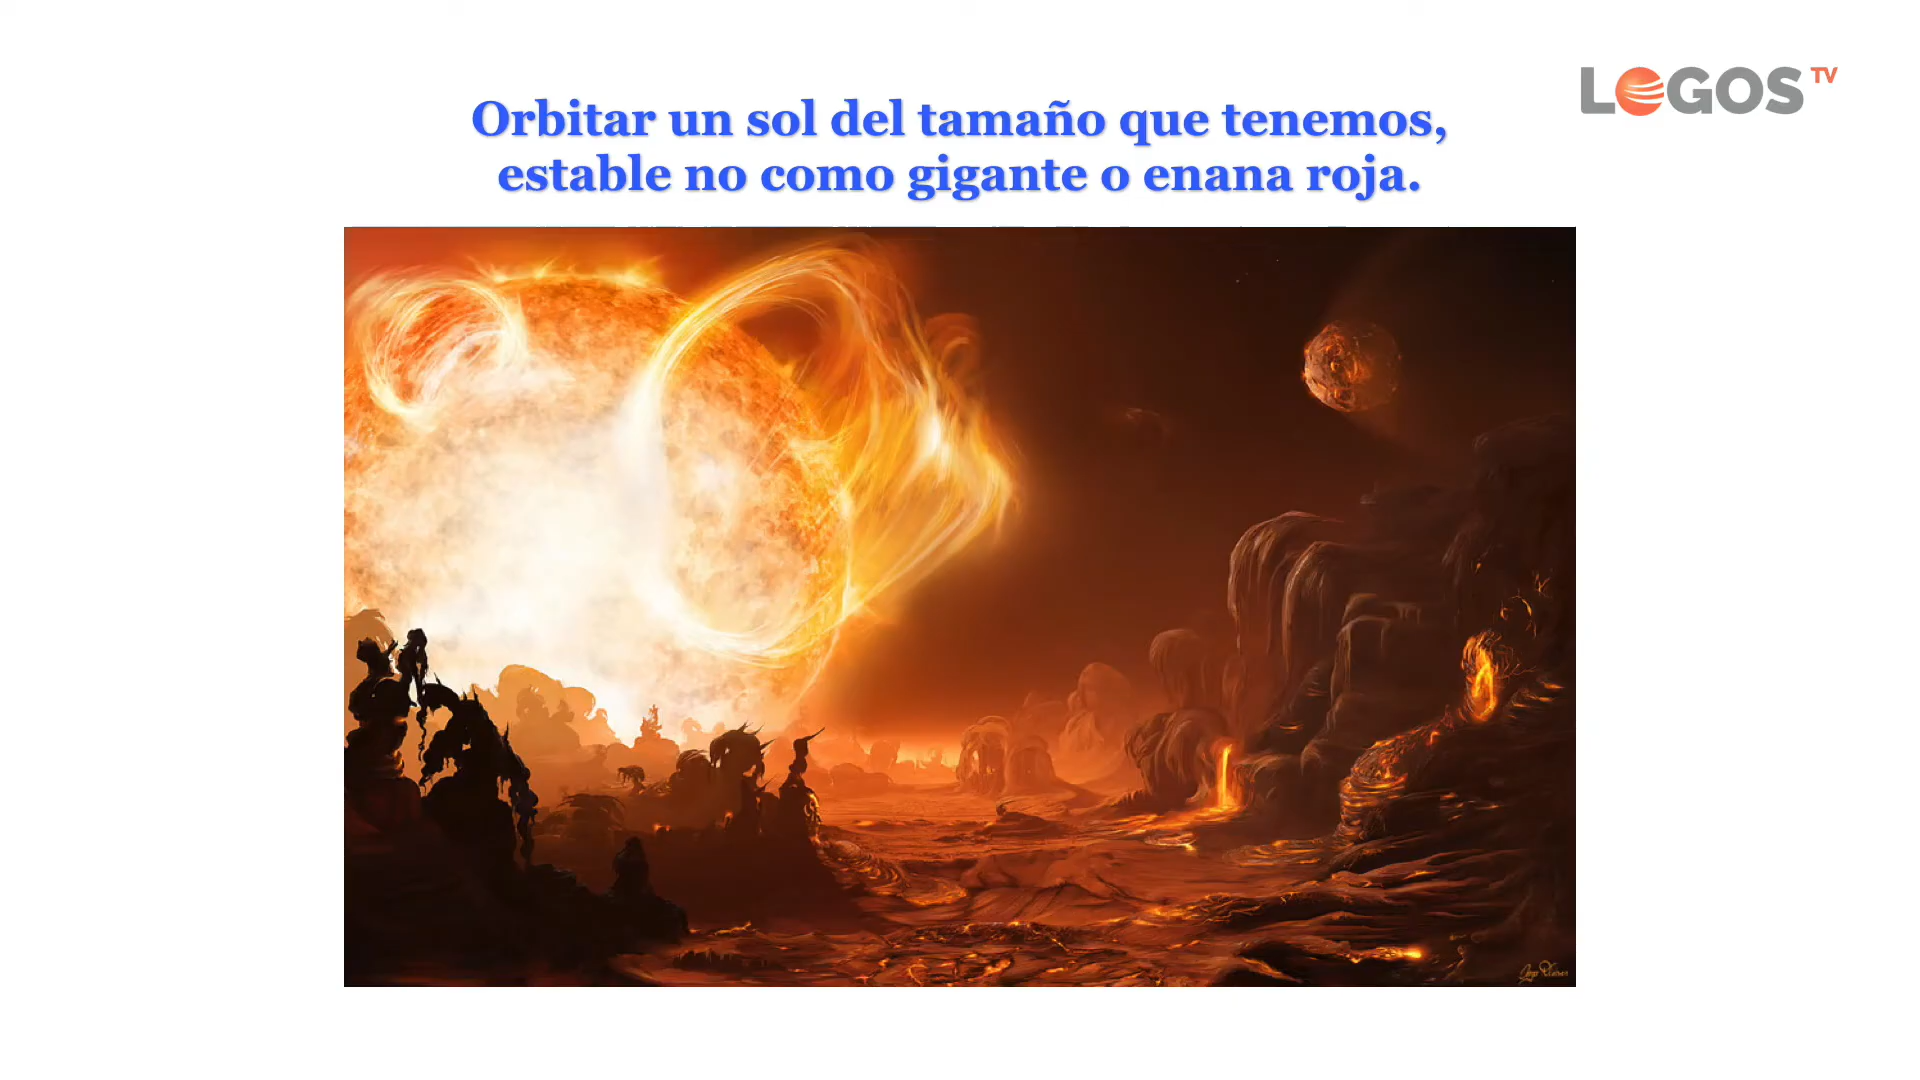 LOGOS TV
Orbitar un sol del tamaño que tenemos,
estable no como gigante o enana roja.